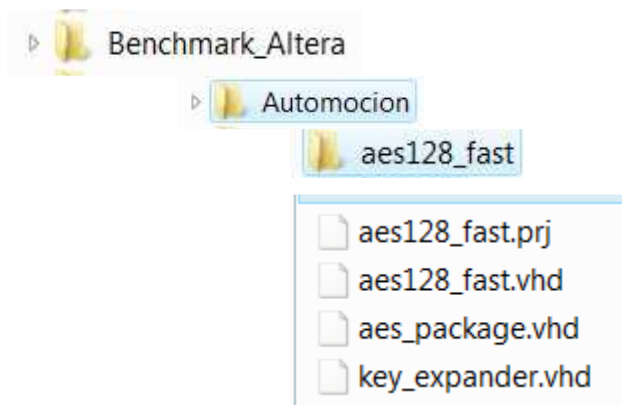 Benchmark_Altera
Automocion
aes128_fast
aes128_fast.prj
aes128_fast.vhd
aes_package.vhd
key_expander.vhd